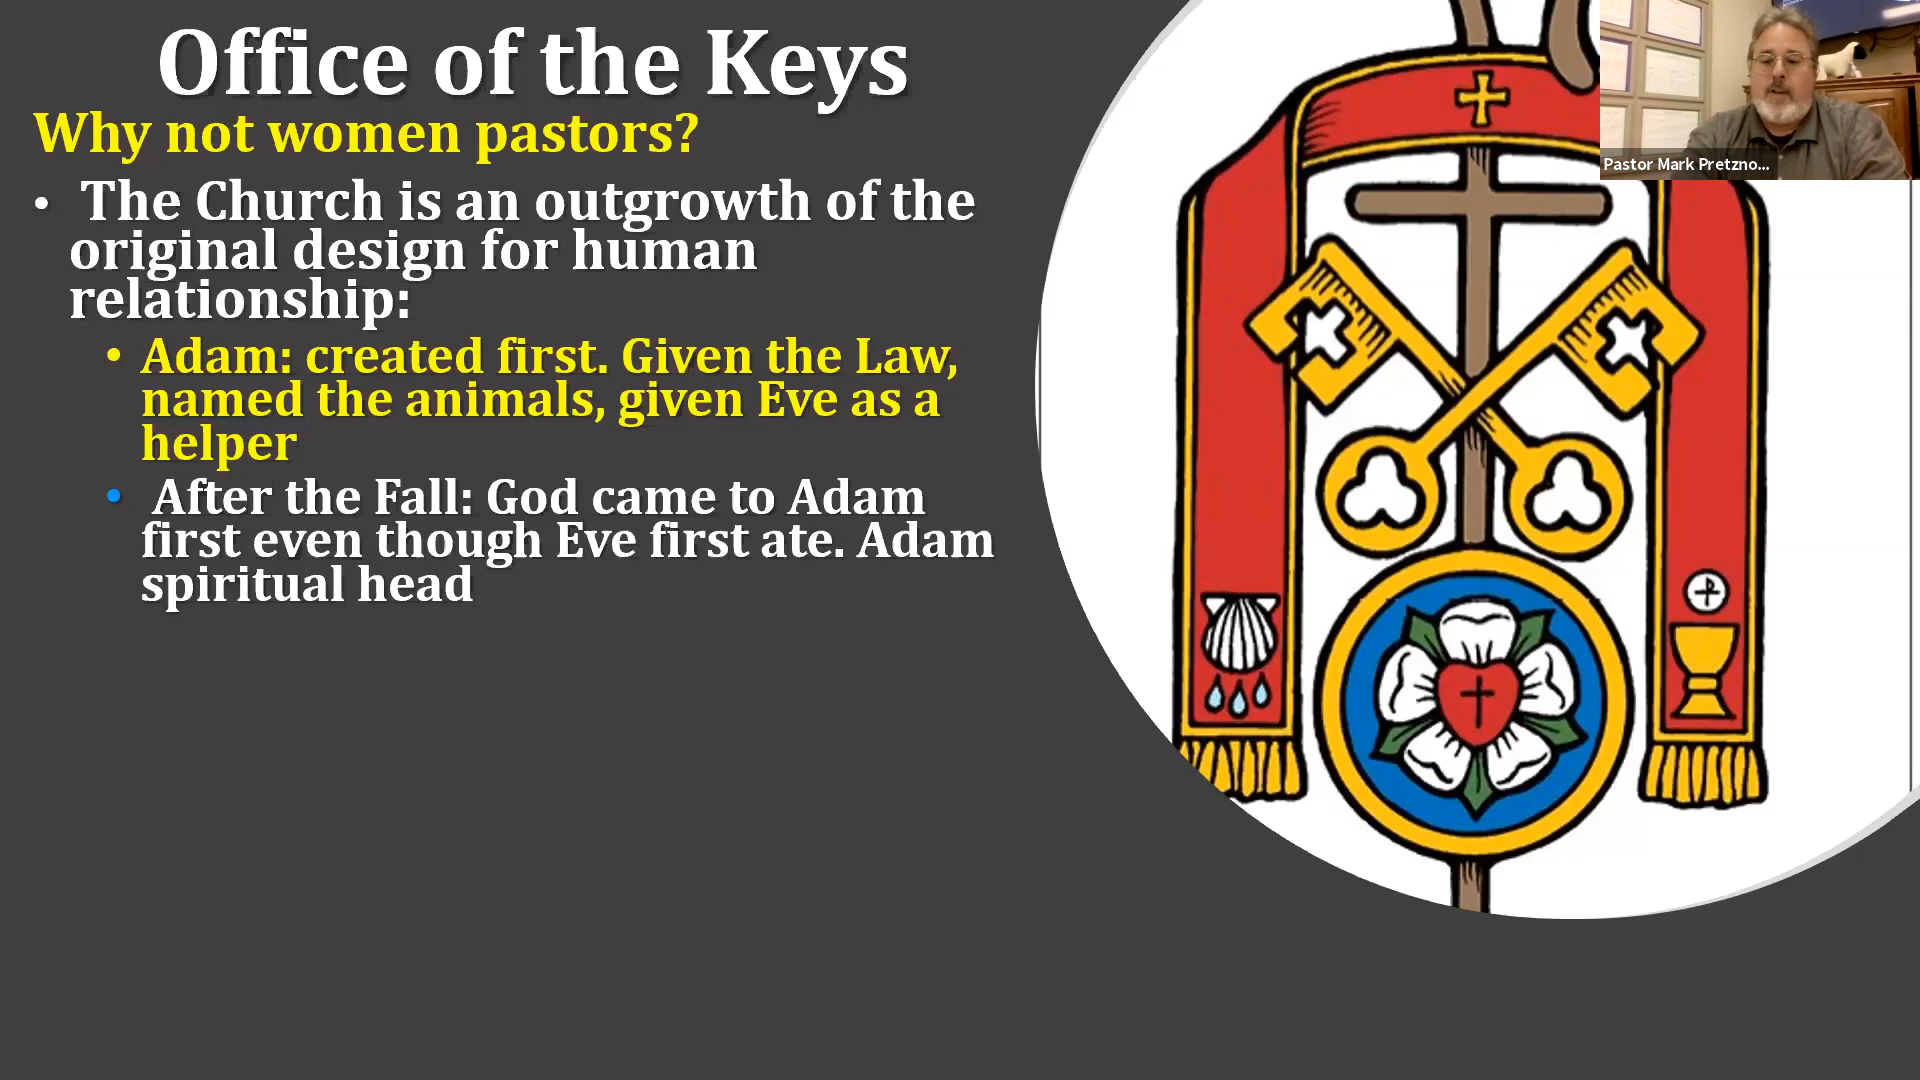 Office of the Keys
Why not women pastors?
• The Church is an outgrowth of the
original design for human
relationship:
• Adam: created first. Given the Law,
named the animals, given Eve as a
helper
• After the Fall: God came to Adam
first even though Eve first ate. Adam
spiritual head
Pastor Mark Pretzno...